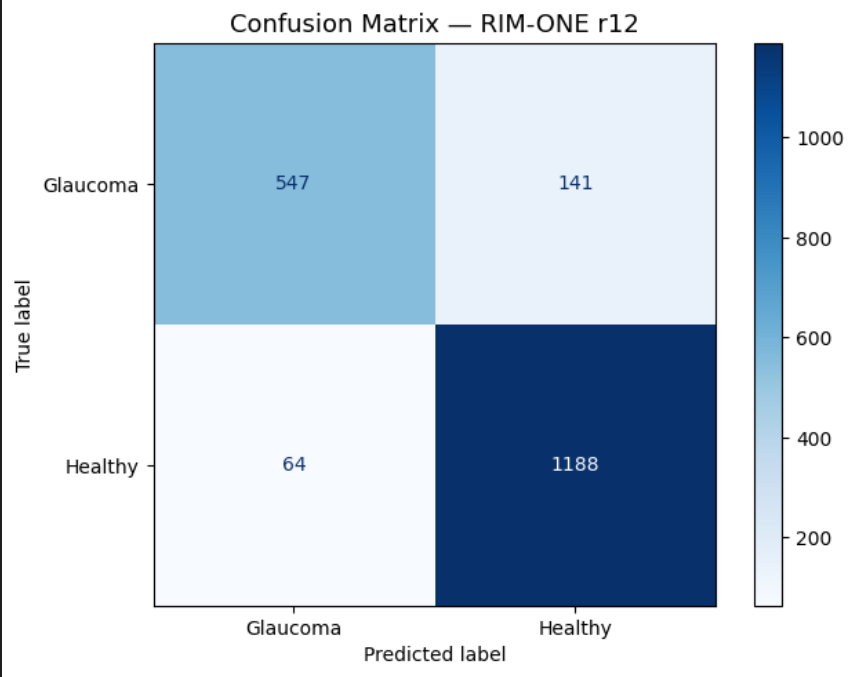 Confusion Matrix — RIM-ONE r12
True label
Glaucoma
547
141
Healthy
64
1188
Glaucoma
Healthy
Predicted label
1000
800
600
400
200